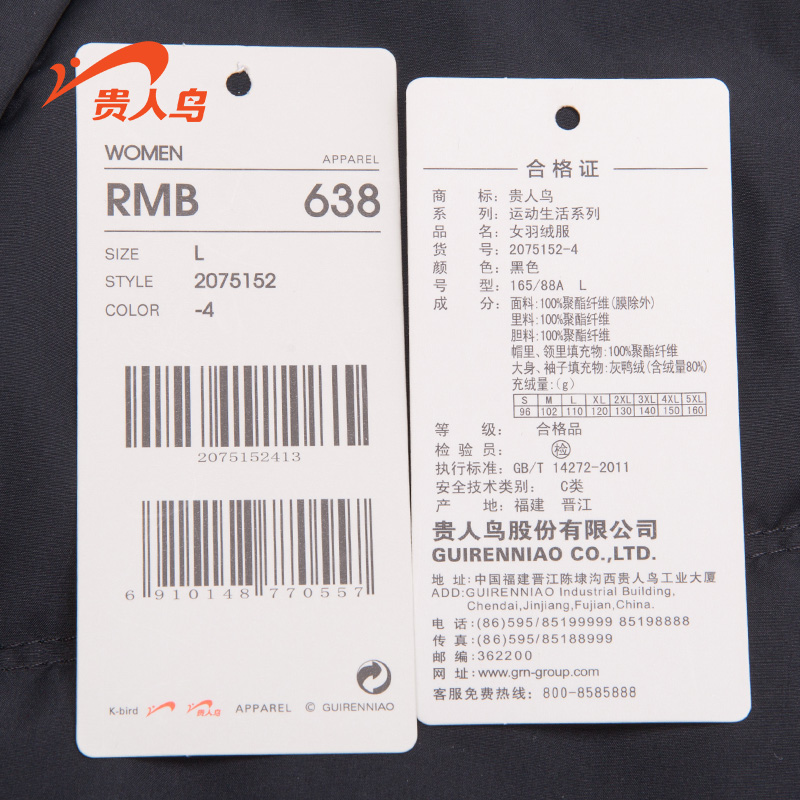 贵人鸟
WOMEN APPAREL
RMB 638
SIZE L
STYLE 2075152
COLOR -4
2075152413
6 910148 770557
K-bird 贵人鸟 APPAREL © GUIRENNIAO
合格证
商 标: 贵人鸟
系 列: 运动生活系列
品 名: 女羽绒服
货 号: 2075152-4
颜 色: 黑色
号 型: 165/88A L
成 分: 面料:100%聚酯纤维(膜除外)
里料:100%聚酯纤维
胆料:100%聚酯纤维
帽里、领里填充物:100%聚酯纤维
大身、袖子填充物:灰鸭绒(含绒量80%)
充绒量:(g)
S M L XL 2XL 3XL 4XL 5XL
96 102 110 120 130 140 150 160
等 级: 合格品
检 验 员: 检
执行标准: GB/T 14272-2011
安全技术类别: C类
产 地: 福建 晋江
贵人鸟股份有限公司
GUIRENNIAO CO.,LTD.
地 址:中国福建晋江陈埭沟西贵人鸟工业大厦
ADD:GUIRENNIAO Industrial Building,
Chendai,Jinjiang,Fujian,China.
电 话:(86)595/85199999 85198888
传 真:(86)595/85188999
邮 编:362200
网 址:www.grn-group.com
客服免费热线: 800-8585888